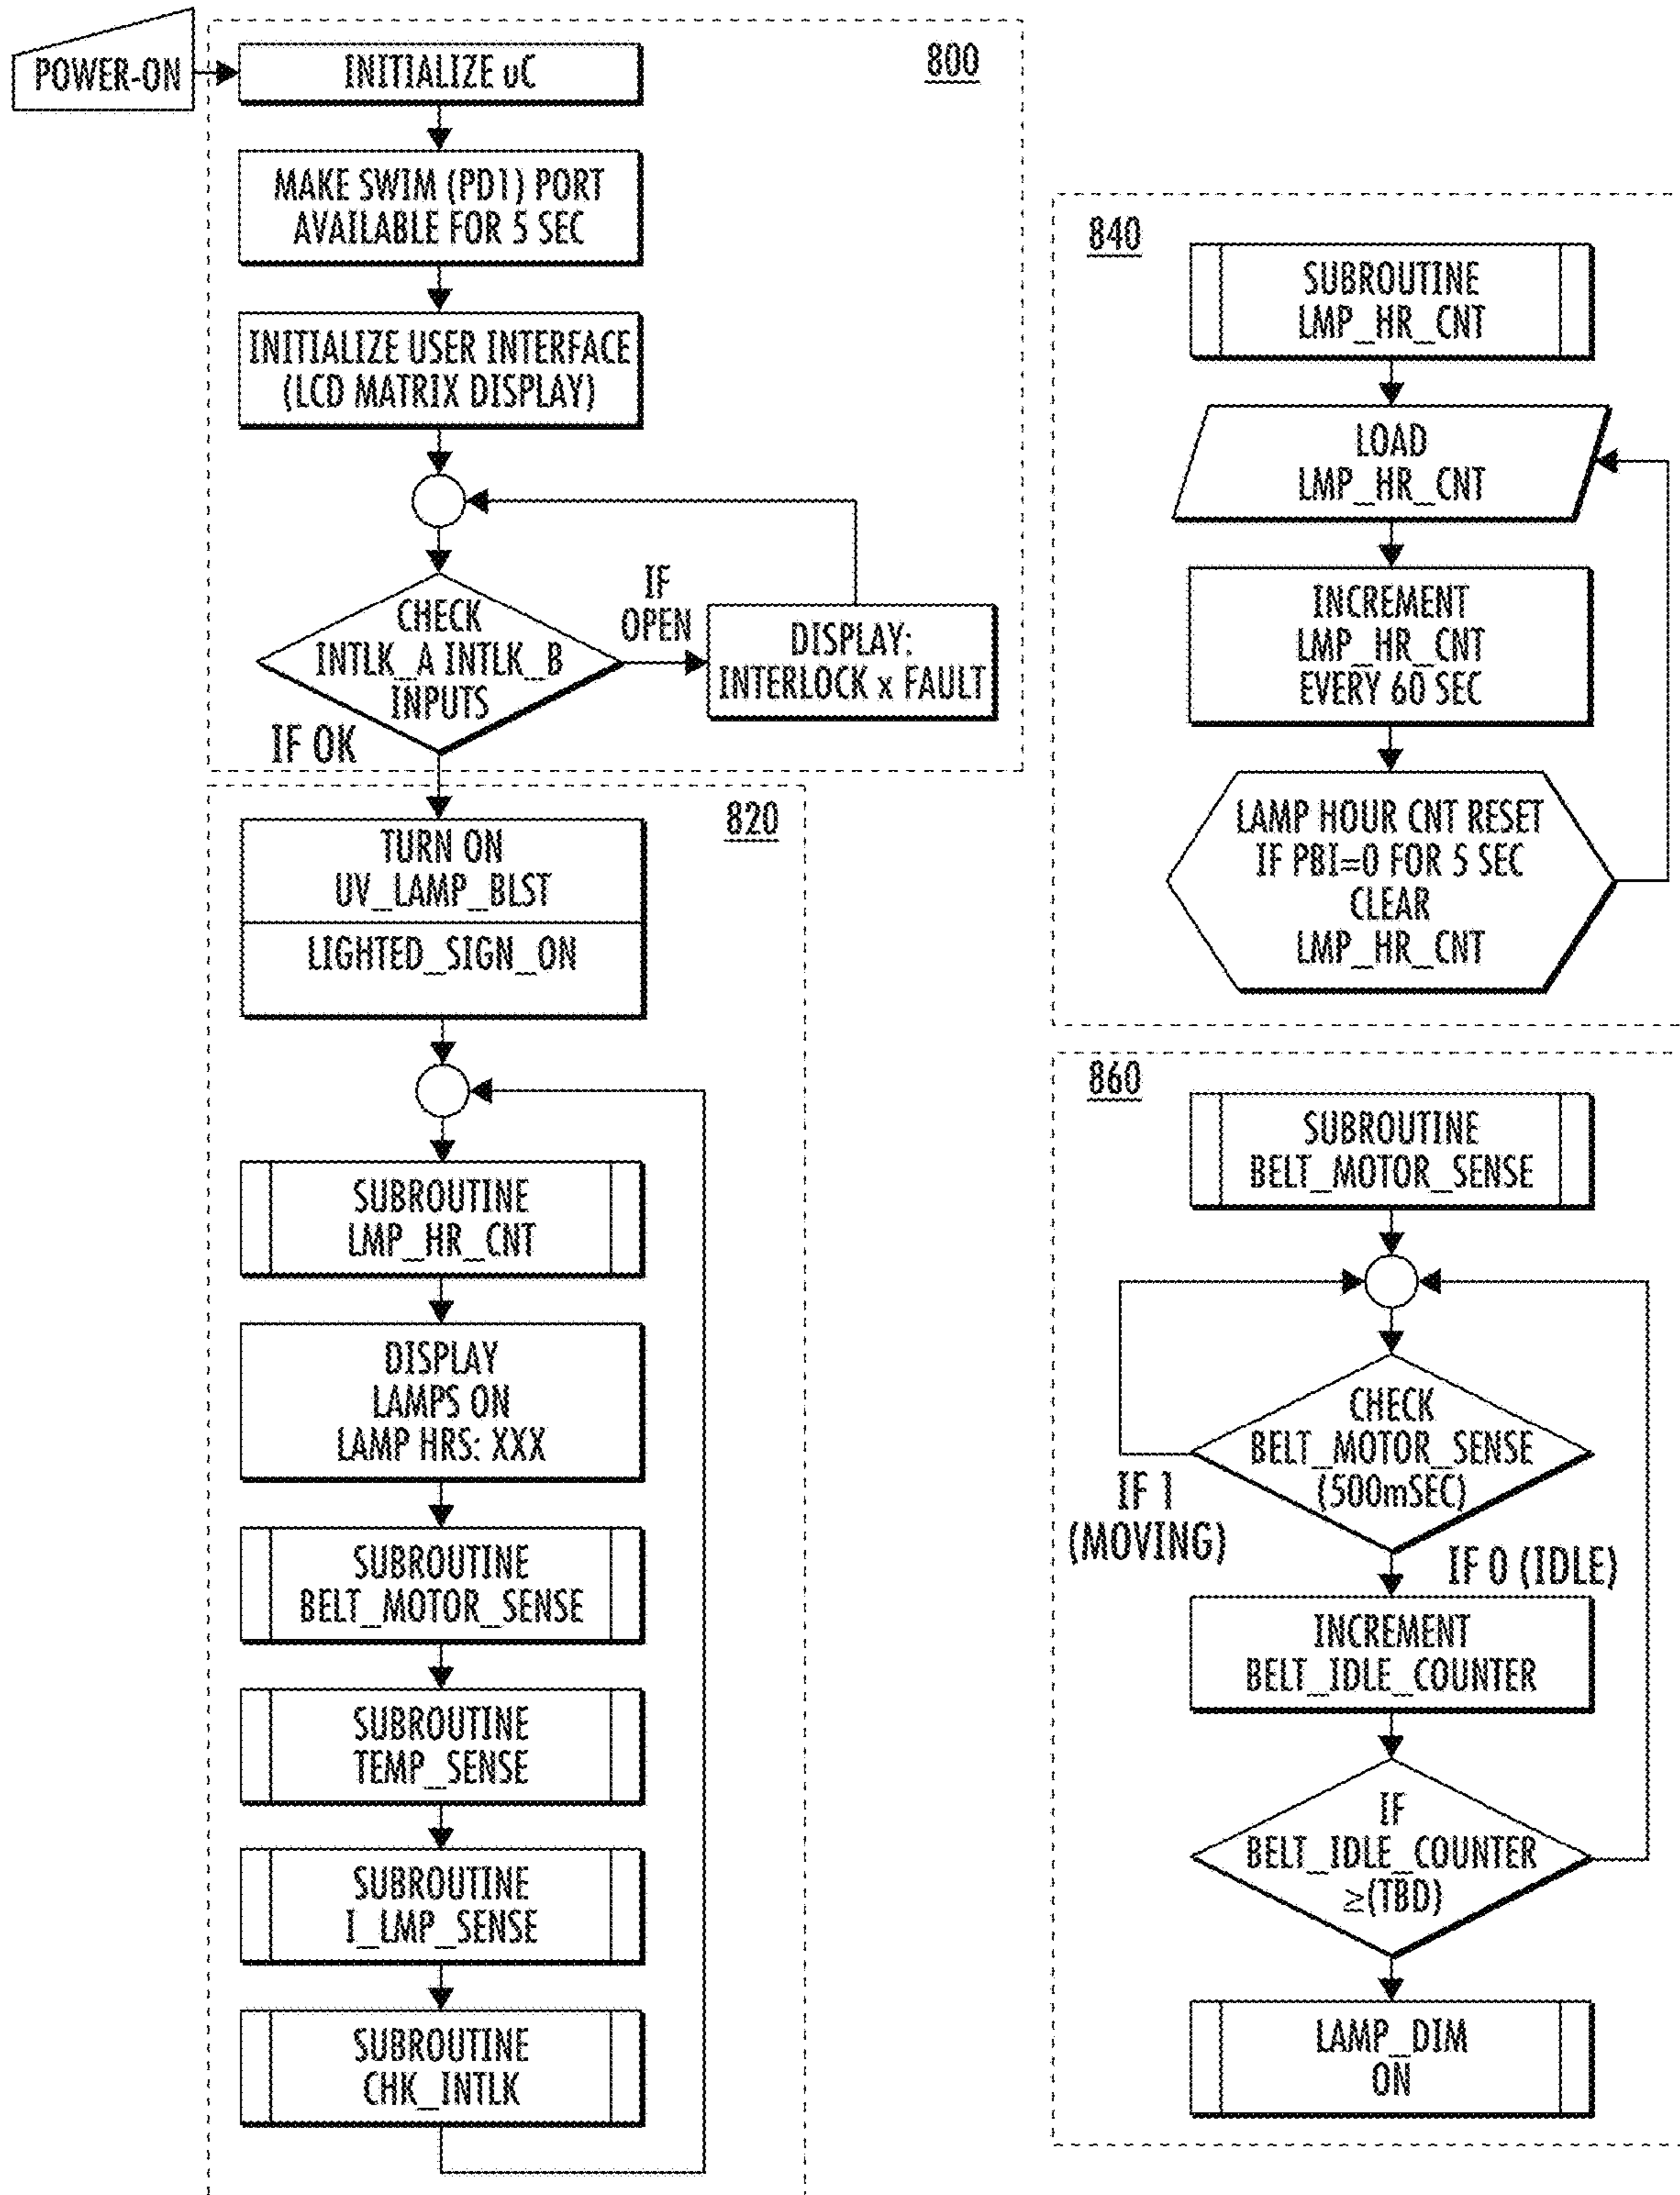 POWER-ON
800
INITIALIZE υC
MAKE SWIM (PD1) PORT
AVAILABLE FOR 5 SEC
INITIALIZE USER INTERFACE
(LCD MATRIX DISPLAY)
CHECK
INTLK_A INTLK_B
INPUTS
IF
OPEN
DISPLAY:
INTERLOCK x FAULT
IF OK
820
TURN ON
UV_LAMP_BLST
LIGHTED_SIGN_ON
SUBROUTINE
LMP_HR_CNT
DISPLAY
LAMPS ON
LAMP HRS: XXX
SUBROUTINE
BELT_MOTOR_SENSE
SUBROUTINE
TEMP_SENSE
SUBROUTINE
I_LMP_SENSE
SUBROUTINE
CHK_INTLK
840
SUBROUTINE
LMP_HR_CNT
LOAD
LMP_HR_CNT
INCREMENT
LMP_HR_CNT
EVERY 60 SEC
LAMP HOUR CNT RESET
IF PBI=0 FOR 5 SEC
CLEAR
LMP_HR_CNT
860
SUBROUTINE
BELT_MOTOR_SENSE
CHECK
BELT_MOTOR_SENSE
(500mSEC)
IF 1
(MOVING)
IF 0 (IDLE)
INCREMENT
BELT_IDLE_COUNTER
IF
BELT_IDLE_COUNTER
≥(TBD)
LAMP_DIM
ON